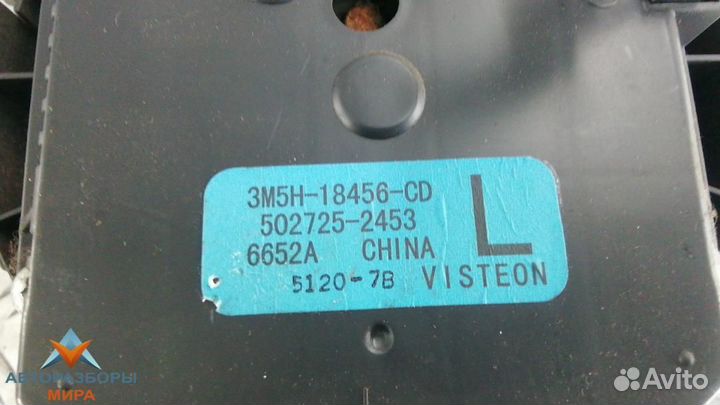 3M5H-18456-CD
502725-2453
6652A CHINA L
5120-7B VISTEON
АВТОРАЗБОРЫ
МИРА
Avito